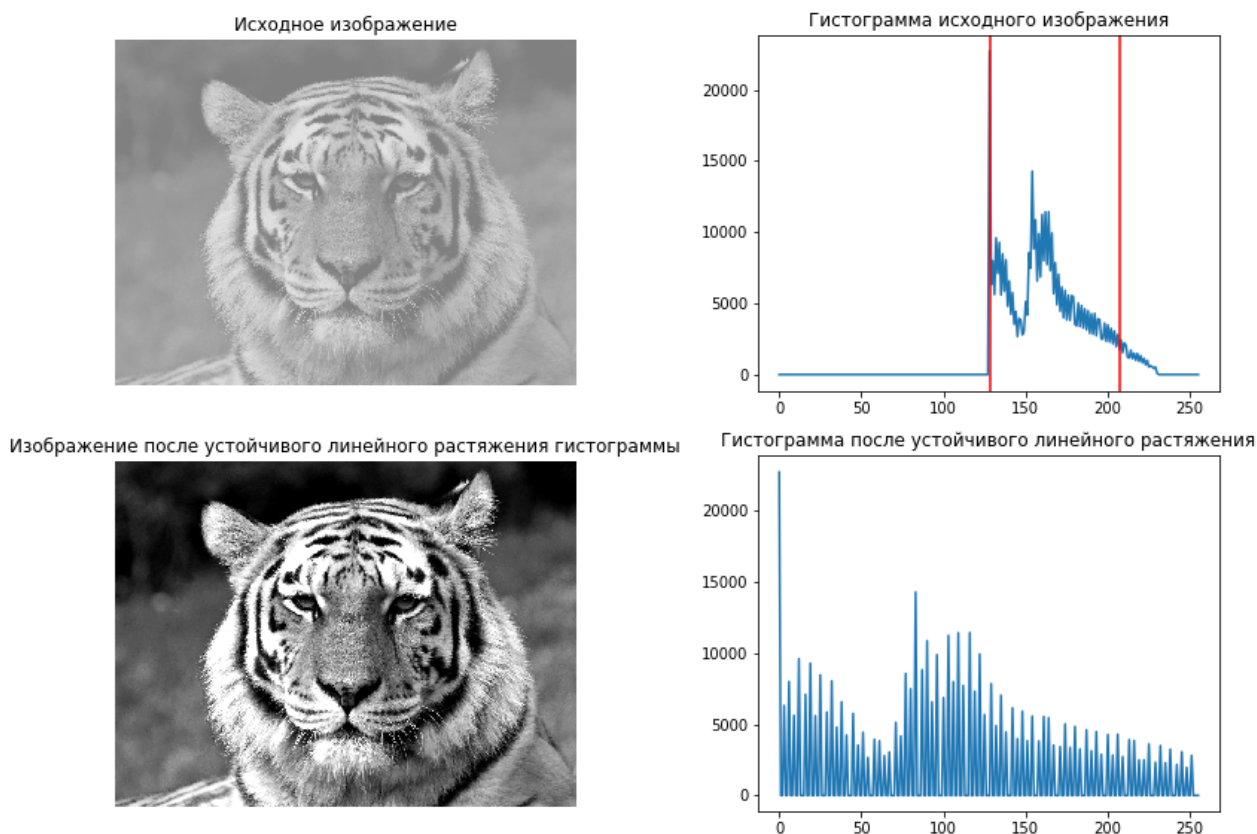 Исходное изображение
Гистограмма исходного изображения
20000
15000
10000
5000
0
0 50 100 150 200 250
Изображение после устойчивого линейного растяжения гистограммы
Гистограмма после устойчивого линейного растяжения
20000
15000
10000
5000
0
0 50 100 150 200 250